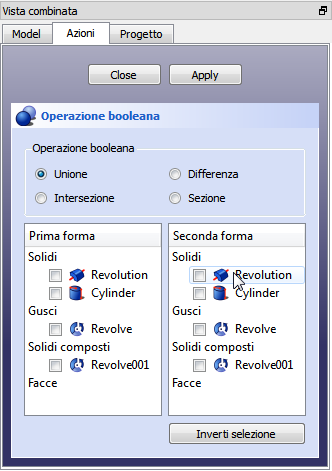 Vista combinata
Model Azioni Progetto
Close Apply
Operazione booleana
Operazione booleana
Unione Differenza
Intersezione Sezione
Prima forma
Solidi
Revolution
Cylinder
Gusci
Revolve
Solidi composti
Revolve001
Facce
Seconda forma
Solidi
Revolution
Cylinder
Gusci
Revolve
Solidi composti
Revolve001
Facce
Inverti selezione